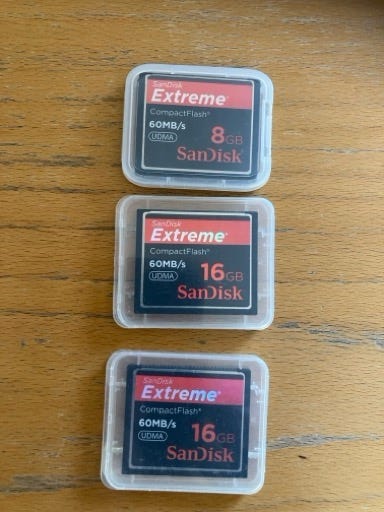 SanDisk
Extreme®
CompactFlash®
60MB/s
UDMA
8GB
SanDisk®
SanDisk
Extreme®
CompactFlash®
60MB/s
UDMA
16GB
SanDisk
SanDisk
Extreme®
CompactFlash®
60MB/s
UDMA
16GB
SanDisk